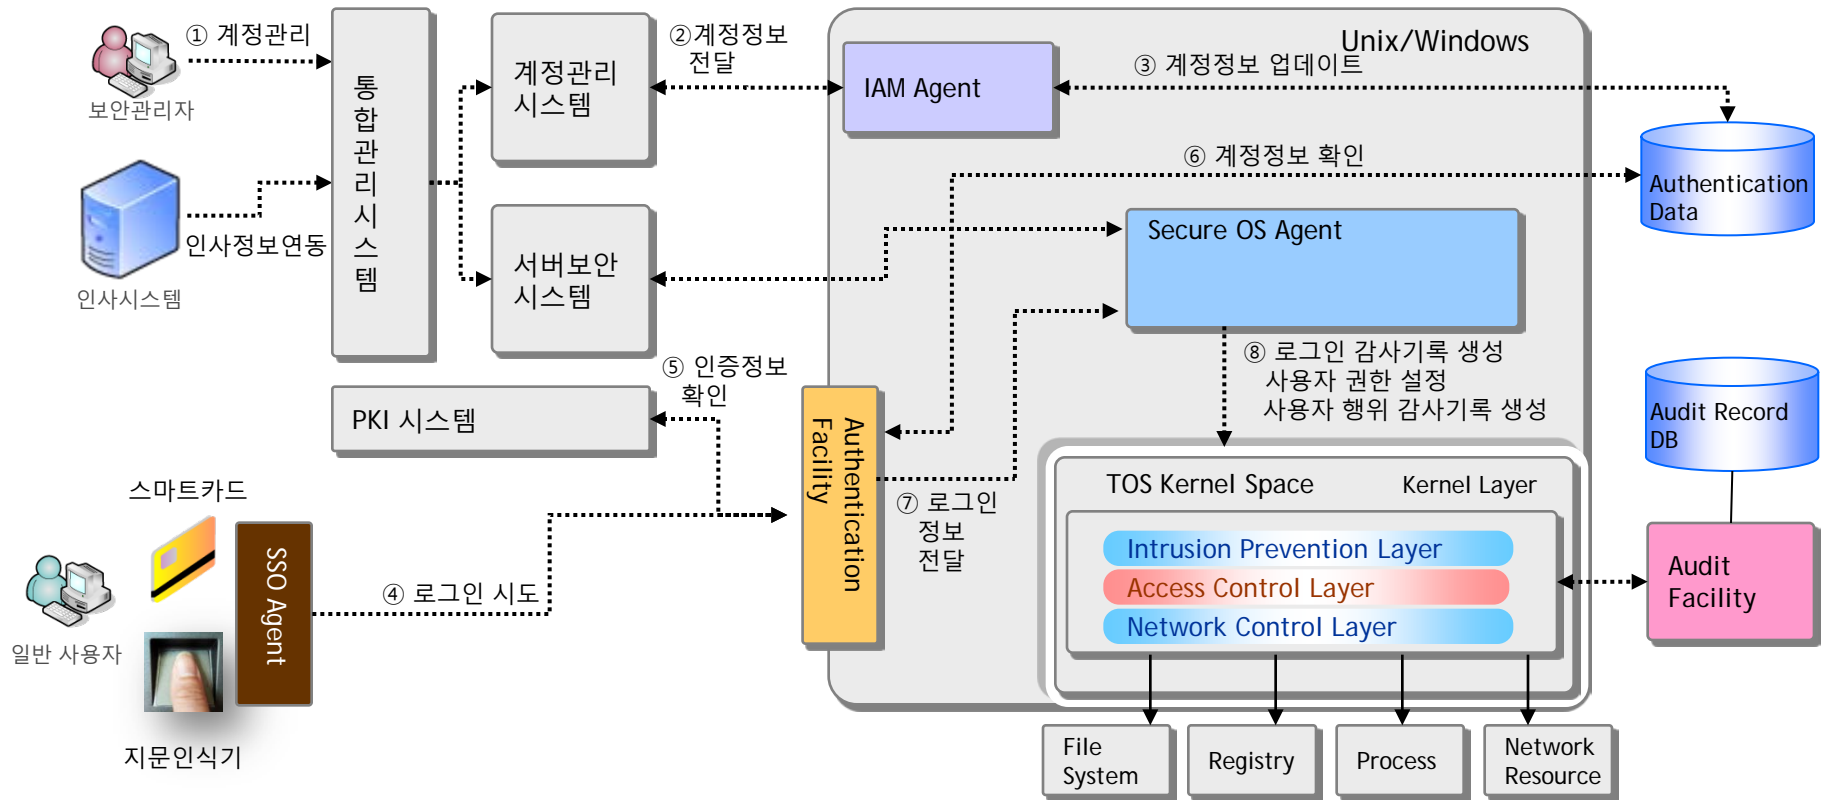 ① 계정관리
보안관리자
인사정보연동
인사시스템
통합관리시스템
계정관리
시스템
서버보안
시스템
②계정정보
전달
Unix/Windows
IAM Agent
③ 계정정보 업데이트
⑥ 계정정보 확인
Authentication
Data
Secure OS Agent
⑤ 인증정보
확인
PKI 시스템
Authentication
Facility
⑧ 로그인 감사기록 생성
사용자 권한 설정
사용자 행위 감사기록 생성
Audit Record
DB
스마트카드
SSO Agent
일반 사용자
지문인식기
④ 로그인 시도
⑦ 로그인
정보
전달
TOS Kernel Space
Kernel Layer
Intrusion Prevention Layer
Access Control Layer
Network Control Layer
Audit
Facility
File
System
Registry
Process
Network
Resource